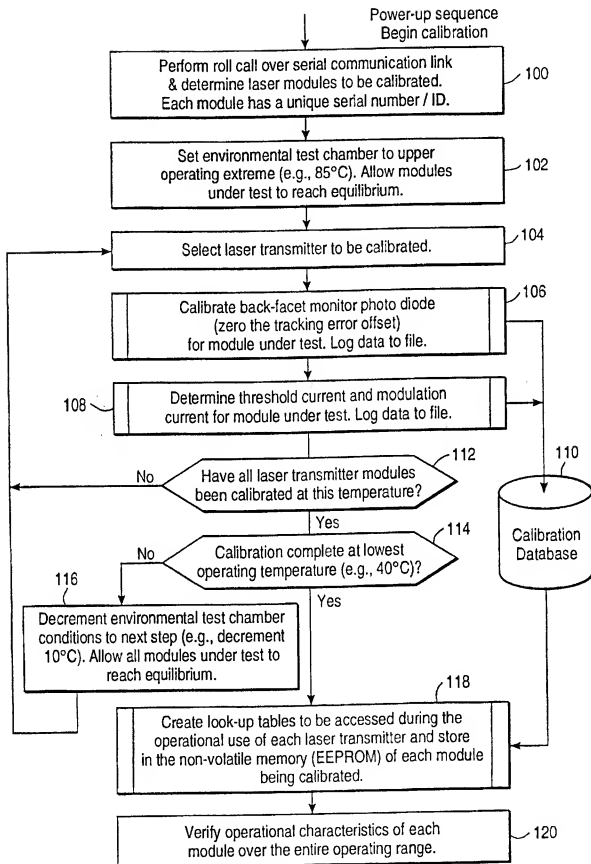 Power-up sequence
Begin calibration
Perform roll call over serial communication link
& determine laser modules to be calibrated.
Each module has a unique serial number / ID.
100
Set environmental test chamber to upper
operating extreme (e.g., 85°C). Allow modules
under test to reach equilibrium.
102
Select laser transmitter to be calibrated.
104
Calibrate back-facet monitor photo diode
(zero the tracking error offset)
for module under test. Log data to file.
106
108
Determine threshold current and modulation
current for module under test. Log data to file.
112
No
Have all laser transmitter modules
been calibrated at this temperature?
110
Calibration
Database
Yes
114
No
Calibration complete at lowest
operating temperature (e.g., 40°C)?
Yes
116
Decrement environmental test chamber
conditions to next step (e.g., decrement
10°C). Allow all modules under test to
reach equilibrium.
118
Create look-up tables to be accessed during the
operational use of each laser transmitter and store
in the non-volatile memory (EEPROM) of each module
being calibrated.
Verify operational characteristics of each
module over the entire operating range.
120